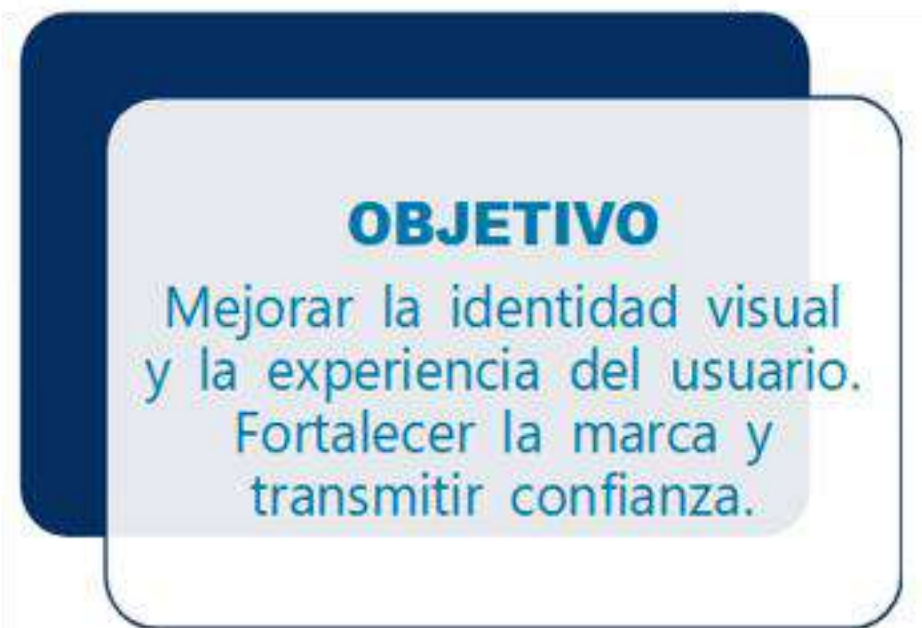 OBJETIVO
Mejorar la identidad visual
y la experiencia del usuario.
Fortalecer la marca y
transmitir confianza.